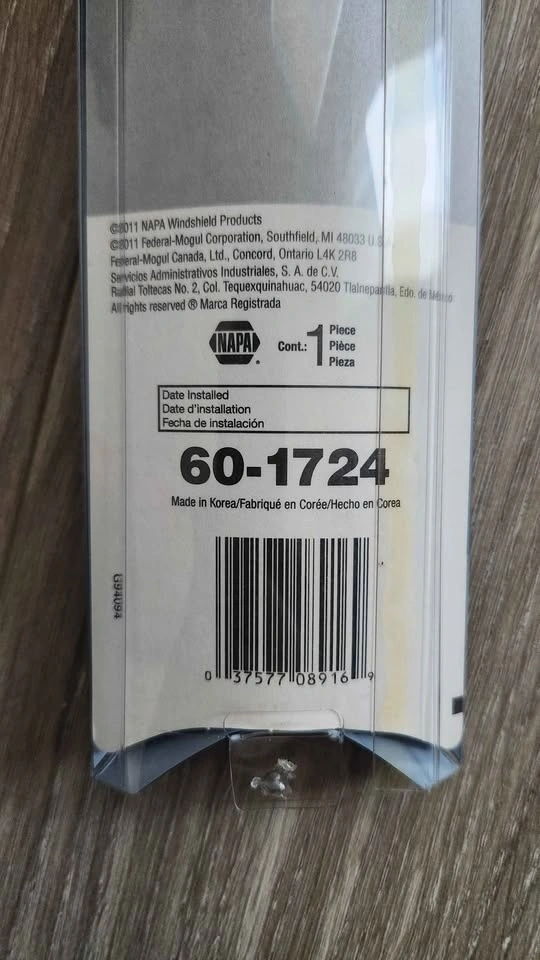 ©2011 NAPA Windshield Products
©2011 Federal-Mogul Corporation, Southfield, MI 48033 U.S.A.
Federal-Mogul Canada, Ltd., Concord, Ontario L4K 2R8
Servicios Administrativos Industriales, S. A. de C.V.
Radial Toltecas No. 2, Col. Tequexquinahuac, 54020 Tlalnepantla, Edo. de México
All rights reserved ® Marca Registrada
NAPA
Cont.: 1 Piece
Pièce
Pieza
Date Installed
Date d'installation
Fecha de instalación
60-1724
Made in Korea/Fabriqué en Corée/Hecho en Corea
G94094
0 37577 08916 9